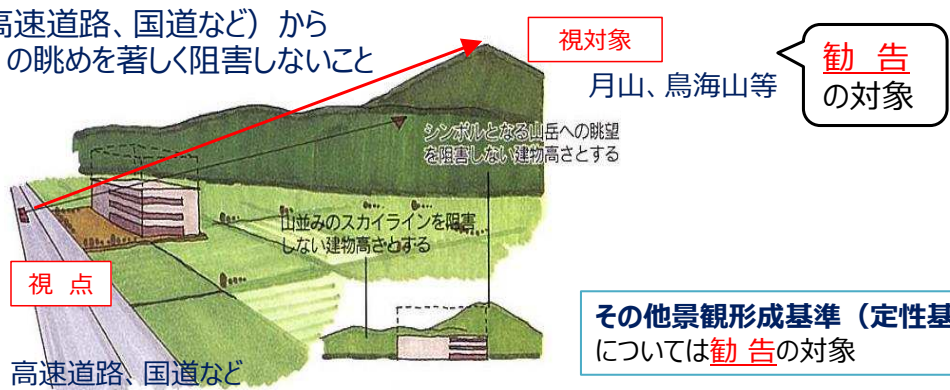 高速道路、国道など）から
の眺めを著しく阻害しないこと
視対象
月山、鳥海山等
勧 告
の対象
シンボルとなる山岳への眺望
を阻害しない建物高さとする
山並みのスカイラインを阻害
しない建物高さとする
視 点
高速道路、国道など
その他景観形成基準（定性基
については勧 告の対象